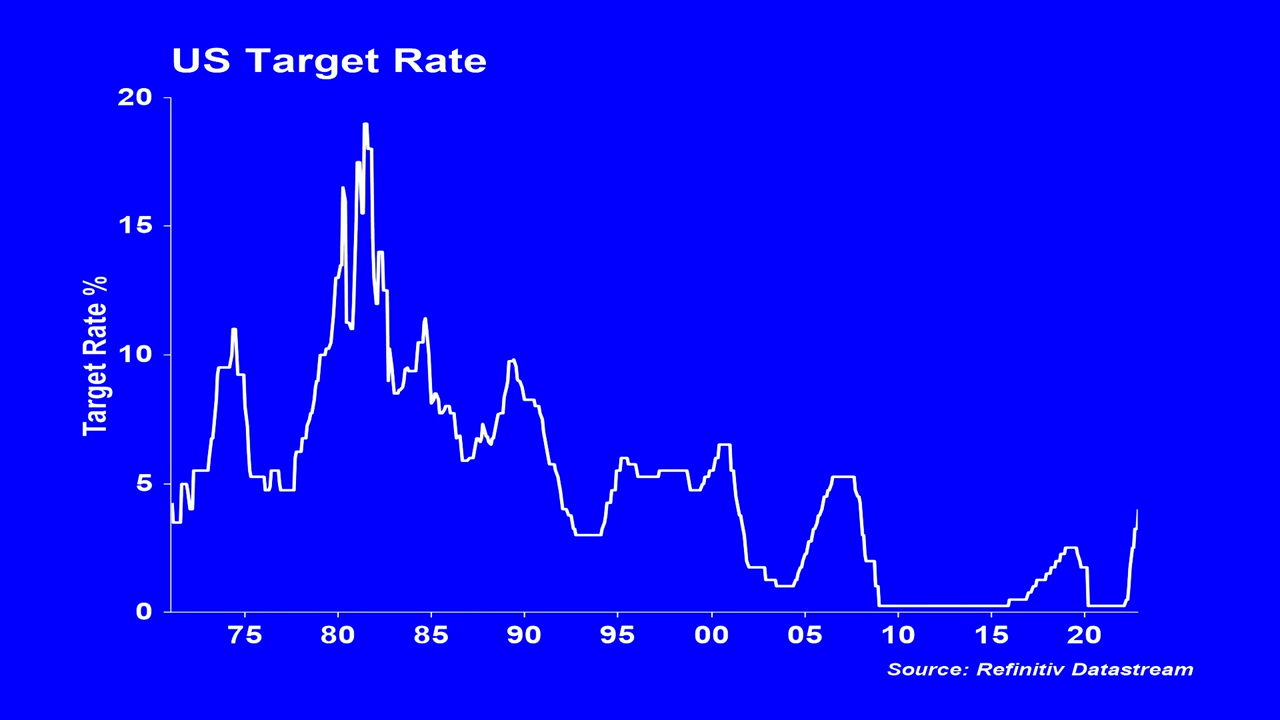 US Target Rate
Target Rate %
20
15
10
5
0
75 80 85 90 95 00 05 10 15 20
Source: Refinitiv Datastream